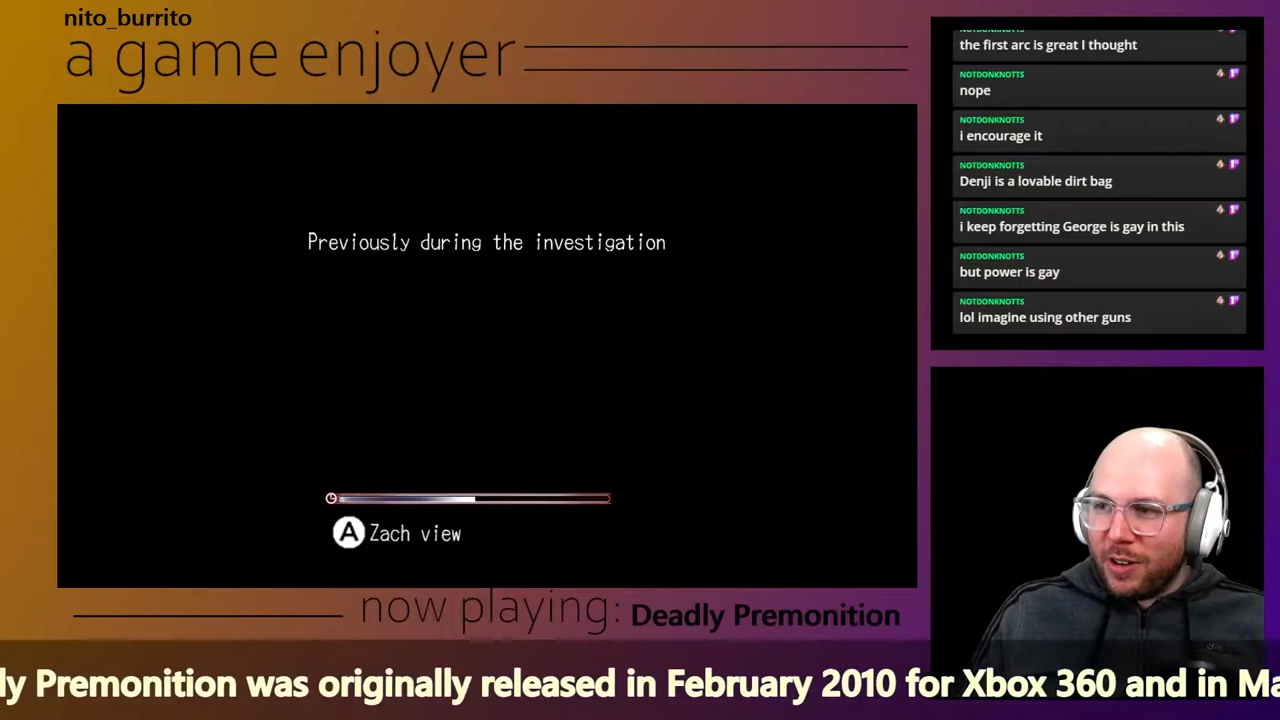 nito_burrito
a game enjoyer
Previously during the investigation
A Zach view
now playing: Deadly Premonition
the first arc is great I thought
NOTDONKNOTTS
nope
NOTDONKNOTTS
i encourage it
NOTDONKNOTTS
Denji is a lovable dirt bag
NOTDONKNOTTS
i keep forgetting George is gay in this
NOTDONKNOTTS
but power is gay
NOTDONKNOTTS
lol imagine using other guns
ly Premonition was originally released in February 2010 for Xbox 360 and in Ma